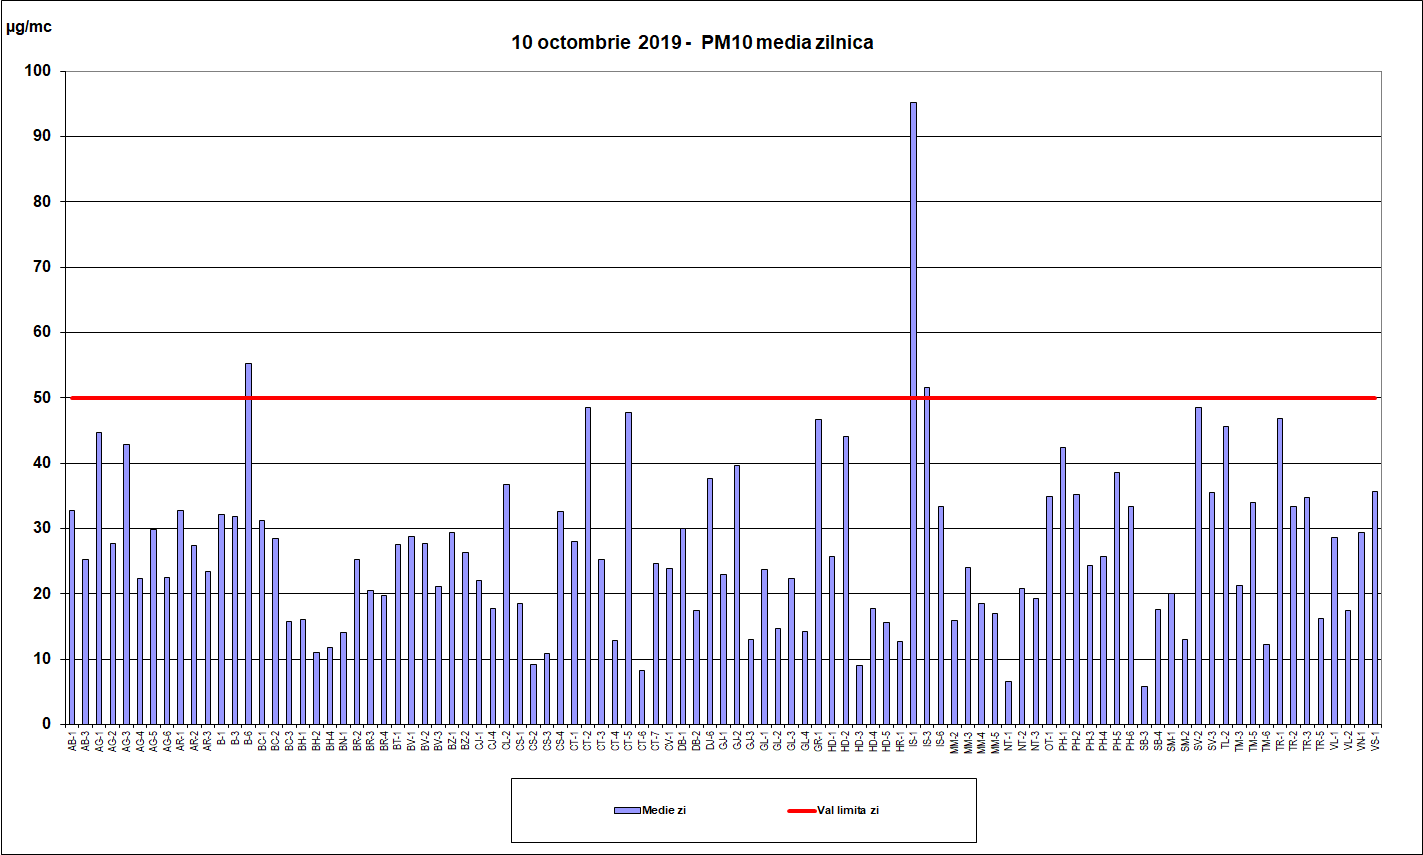 µg/mc
10 octombrie 2019 - PM10 media zilnica
100
90
80
70
60
50
40
30
20
10
0
AB-1 AB-3 AG-1 AG-2 AG-3 AG-4 AG-5 AG-6 AR-1 AR-2 AR-3 B-1 B-3 B-6 BC-1 BC-2 BC-3 BH-1 BH-2 BH-4 BN-1 BR-2 BR-3 BR-4 BT-1 BV-1 BV-2 BV-3 BZ-1 BZ-2 CJ-1 CJ-4 CL-2 CS-1 CS-2 CS-3 CS-4 CT-1 CT-2 CT-3 CT-4 CT-5 CT-6 CT-7 CV-1 DB-1 DB-2 DJ-6 GJ-1 GJ-2 GJ-3 GL-1 GL-2 GL-3 GL-4 GR-1 HD-1 HD-2 HD-3 HD-4 HD-5 HR-1 IS-1 IS-3 IS-6 MM-2 MM-3 MM-4 MM-5 NT-1 NT-2 NT-3 OT-1 PH-1 PH-2 PH-3 PH-4 PH-5 PH-6 SB-3 SB-4 SM-1 SM-2 SV-2 SV-3 TL-2 TM-3 TM-5 TM-6 TR-1 TR-2 TR-3 TR-5 VL-1 VL-2 VN-1 VS-1
Medie zi Val limita zi